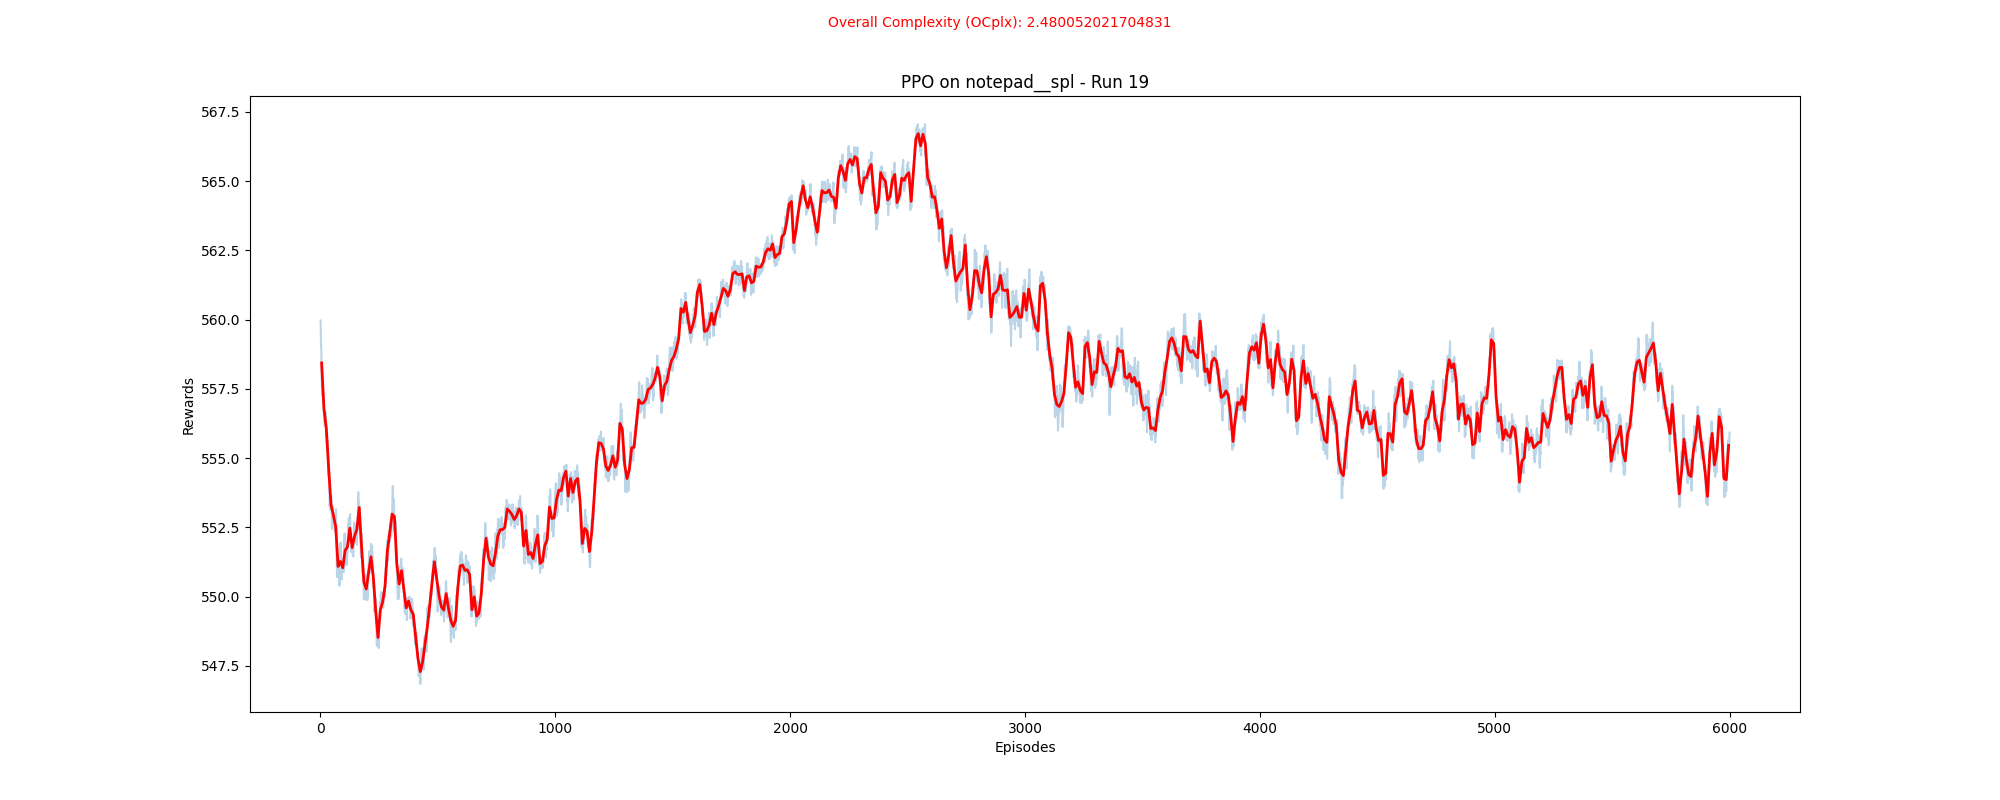 Overall Complexity (OCplx): 2.480052021704831
PPO on notepad__spl - Run 19
567.5
565.0
562.5
560.0
557.5
555.0
552.5
550.0
547.5
Rewards
0 1000 2000 3000 4000 5000 6000
Episodes